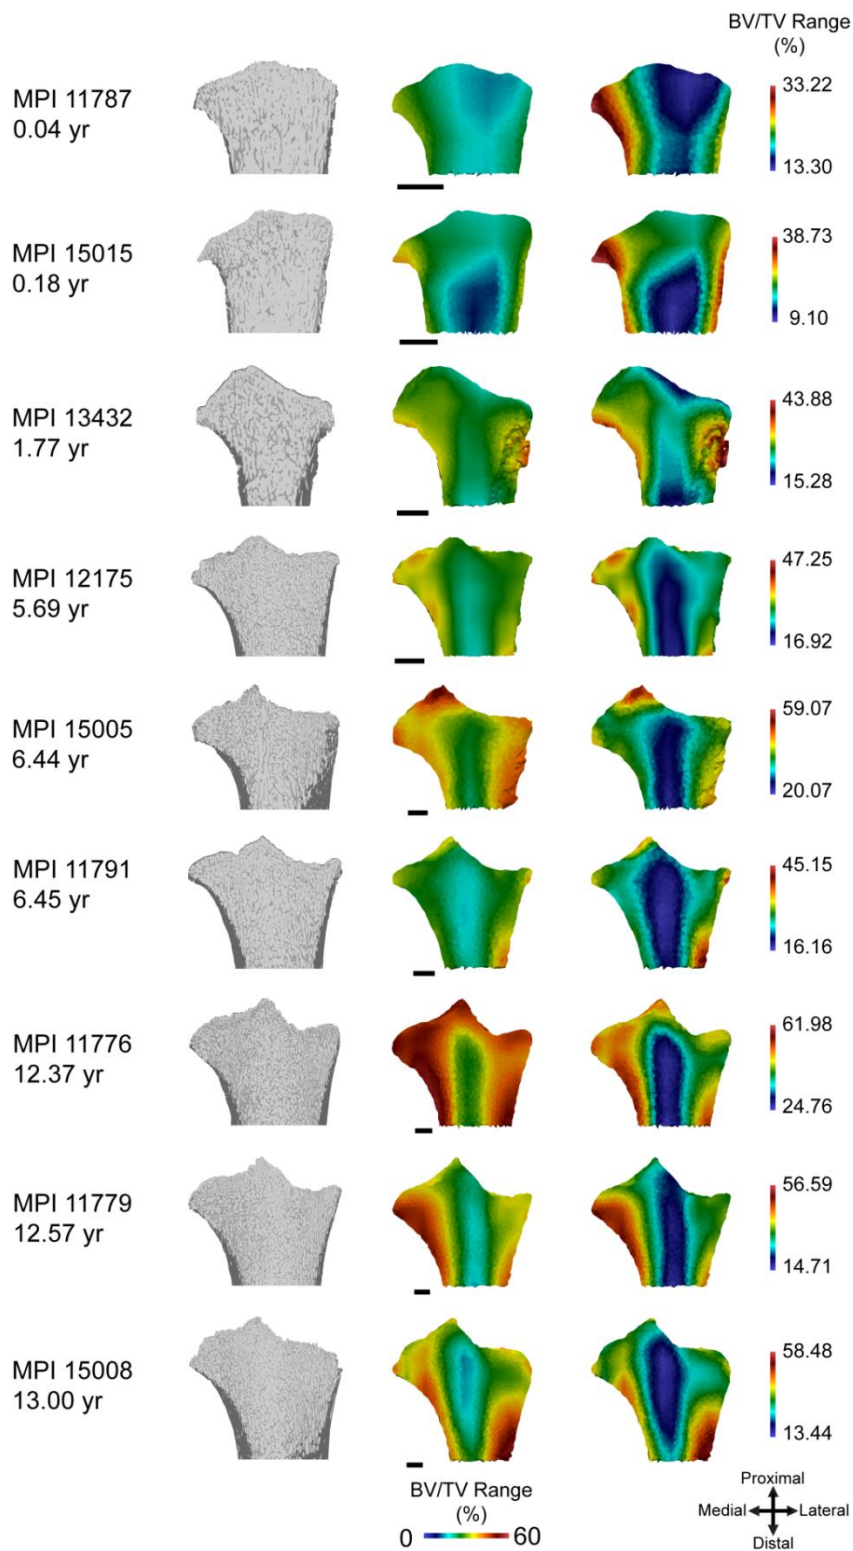 BV/TV Range
(%)
MPI 11787
0.04 yr
33.22
13.30
MPI 15015
0.18 yr
38.73
9.10
MPI 13432
1.77 yr
43.88
15.28
MPI 12175
5.69 yr
47.25
16.92
MPI 15005
6.44 yr
59.07
20.07
MPI 11791
6.45 yr
45.15
16.16
MPI 11776
12.37 yr
61.98
24.76
MPI 11779
12.57 yr
56.59
14.71
MPI 15008
13.00 yr
58.48
13.44
BV/TV Range
(%)
0 60
Proximal
Medial Lateral
Distal